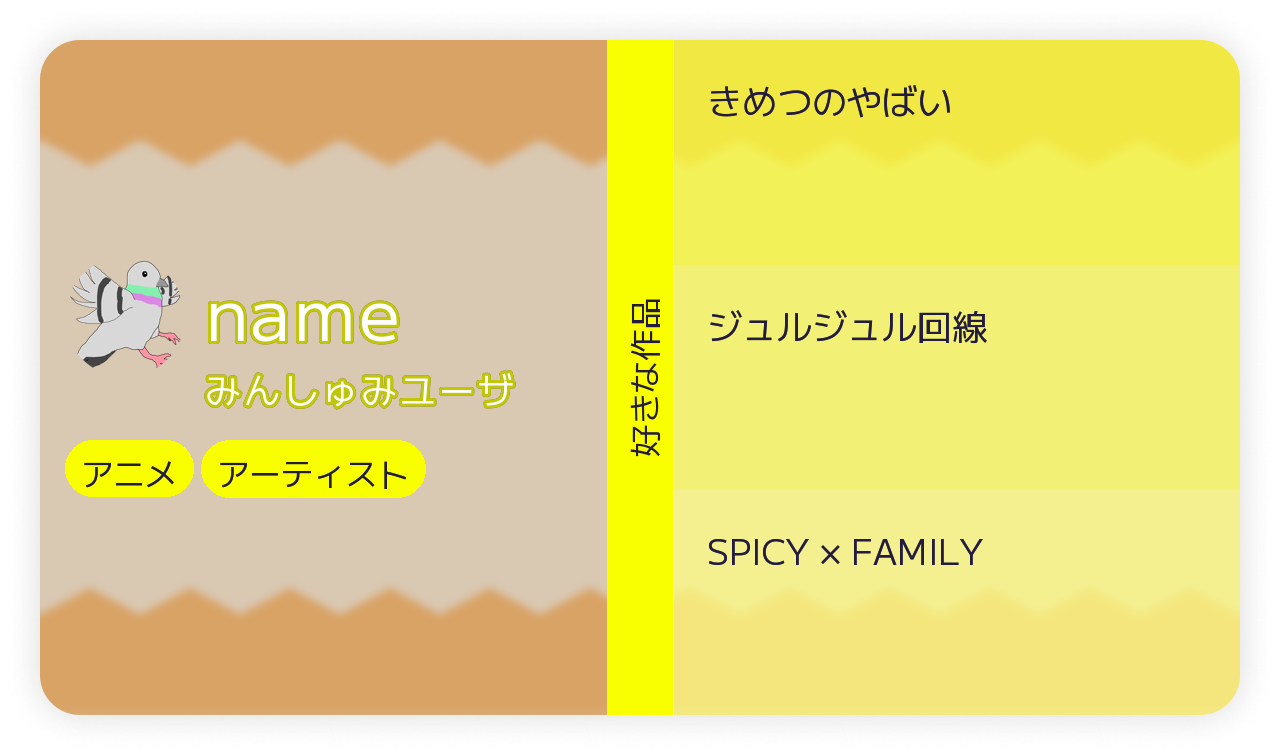 name
みんしゅみユーザ
アニメ
アーティスト
好きな作品
きめつのやばい
ジュルジュル回線
SPICY × FAMILY